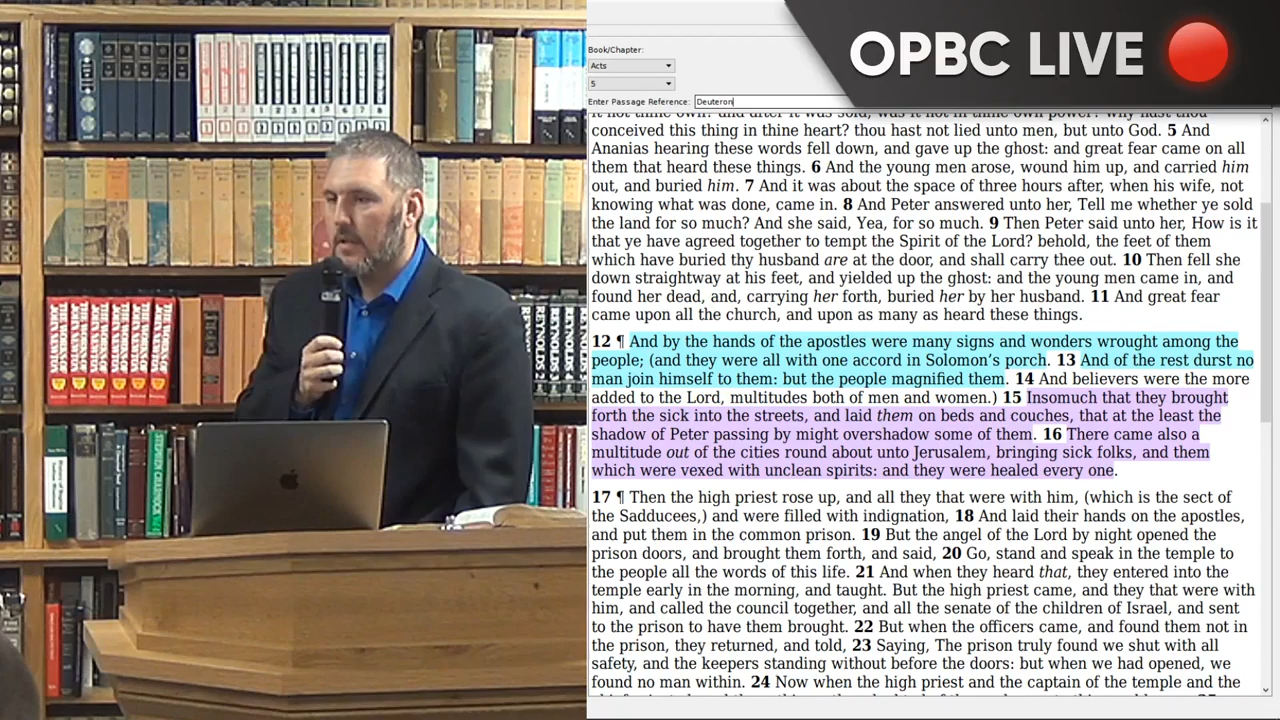 OPBC LIVE
Book/Chapter:
Acts
5
Enter Passage Reference: Deuteron
it not thine own? and after it was sold, was it not in thine own power? why hast thou
conceived this thing in thine heart? thou hast not lied unto men, but unto God. 5 And
Ananias hearing these words fell down, and gave up the ghost: and great fear came on all
them that heard these things. 6 And the young men arose, wound him up, and carried him
out, and buried him. 7 And it was about the space of three hours after, when his wife, not
knowing what was done, came in. 8 And Peter answered unto her, Tell me whether ye sold
the land for so much? And she said, Yea, for so much. 9 Then Peter said unto her, How is it
that ye have agreed together to tempt the Spirit of the Lord? behold, the feet of them
which have buried thy husband are at the door, and shall carry thee out. 10 Then fell she
down straightway at his feet, and yielded up the ghost: and the young men came in, and
found her dead, and, carrying her forth, buried her by her husband. 11 And great fear
came upon all the church, and upon as many as heard these things.
12 ¶ And by the hands of the apostles were many signs and wonders wrought among the
people; (and they were all with one accord in Solomon's porch. 13 And of the rest durst no
man join himself to them: but the people magnified them. 14 And believers were the more
added to the Lord, multitudes both of men and women.) 15 Insomuch that they brought
forth the sick into the streets, and laid them on beds and couches, that at the least the
shadow of Peter passing by might overshadow some of them. 16 There came also a
multitude out of the cities round about unto Jerusalem, bringing sick folks, and them
which were vexed with unclean spirits: and they were healed every one.
17 ¶ Then the high priest rose up, and all they that were with him, (which is the sect of
the Sadducees,) and were filled with indignation, 18 And laid their hands on the apostles,
and put them in the common prison. 19 But the angel of the Lord by night opened the
prison doors, and brought them forth, and said, 20 Go, stand and speak in the temple to
the people all the words of this life. 21 And when they heard that, they entered into the
temple early in the morning, and taught. But the high priest came, and they that were with
him, and called the council together, and all the senate of the children of Israel, and sent
to the prison to have them brought. 22 But when the officers came, and found them not in
the prison, they returned, and told, 23 Saying, The prison truly found we shut with all
safety, and the keepers standing without before the doors: but when we had opened, we
found no man within. 24 Now when the high priest and the captain of the temple and the